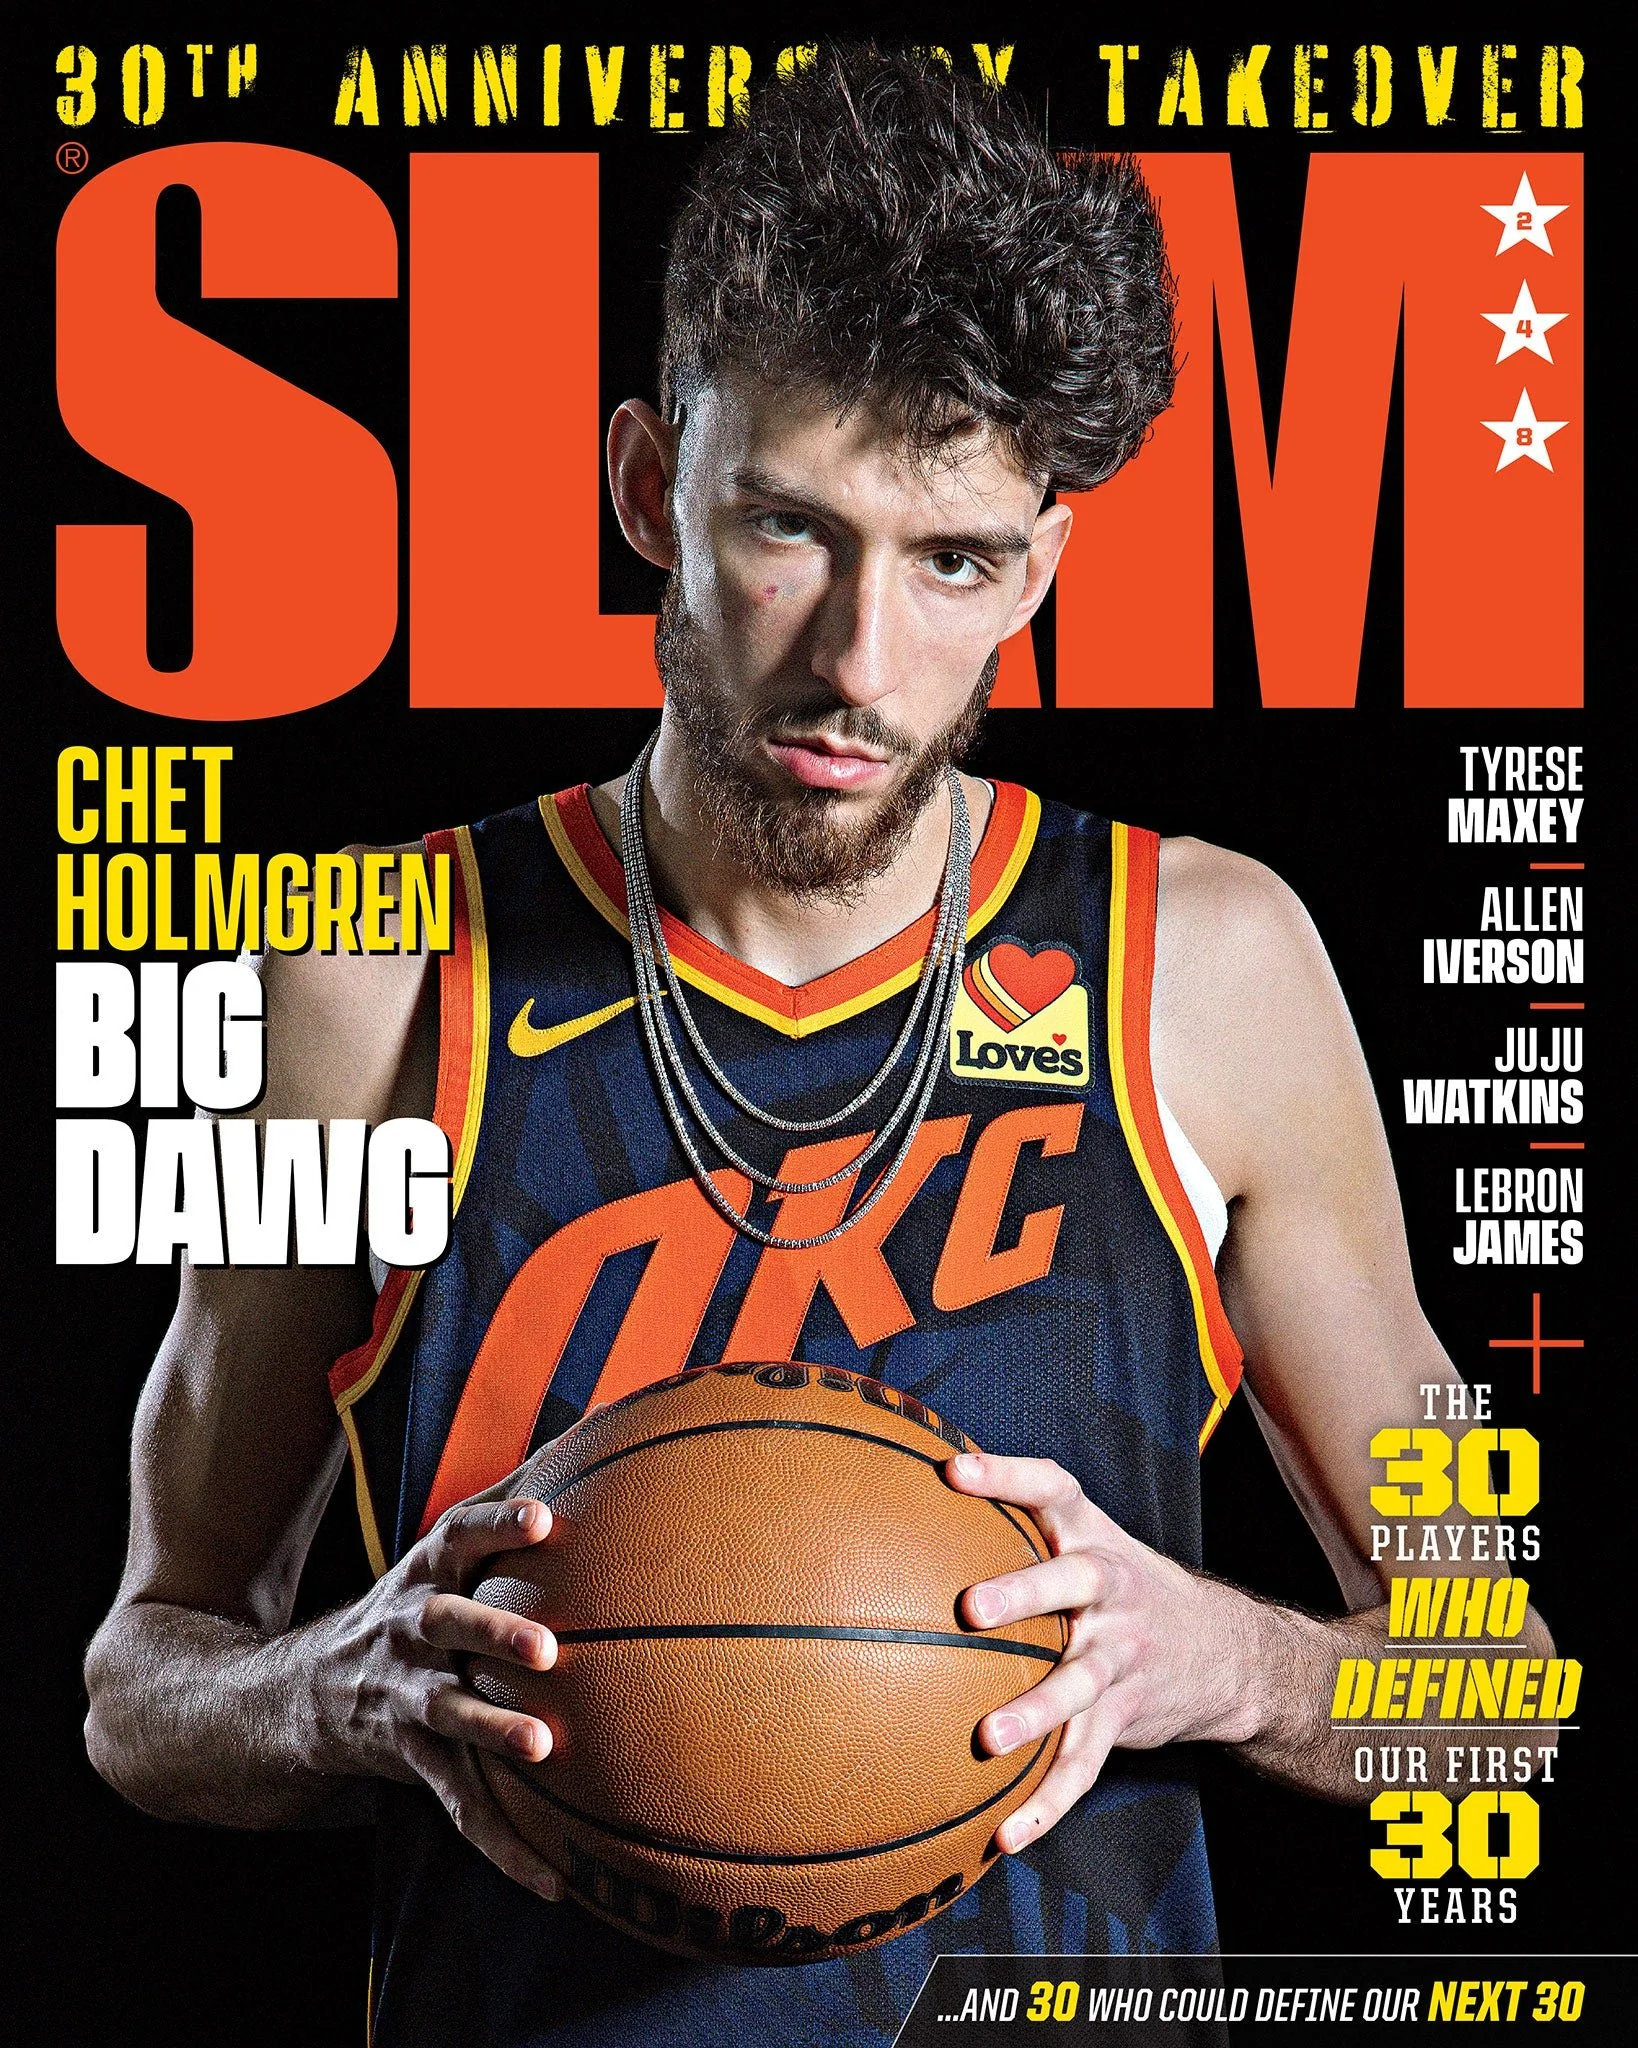 30TH ANNIVERSARY TAKEOVER
®
SLAM
2
4
8
CHET
HOLMGREN
BIG
DAWG
TYRESE
MAXEY
ALLEN
IVERSON
JUJU
WATKINS
LEBRON
JAMES
+
THE
30
PLAYERS
WHO
DEFINED
OUR FIRST
30
YEARS
...AND 30 WHO COULD DEFINE OUR NEXT 30
Love's
OKC
Wilson